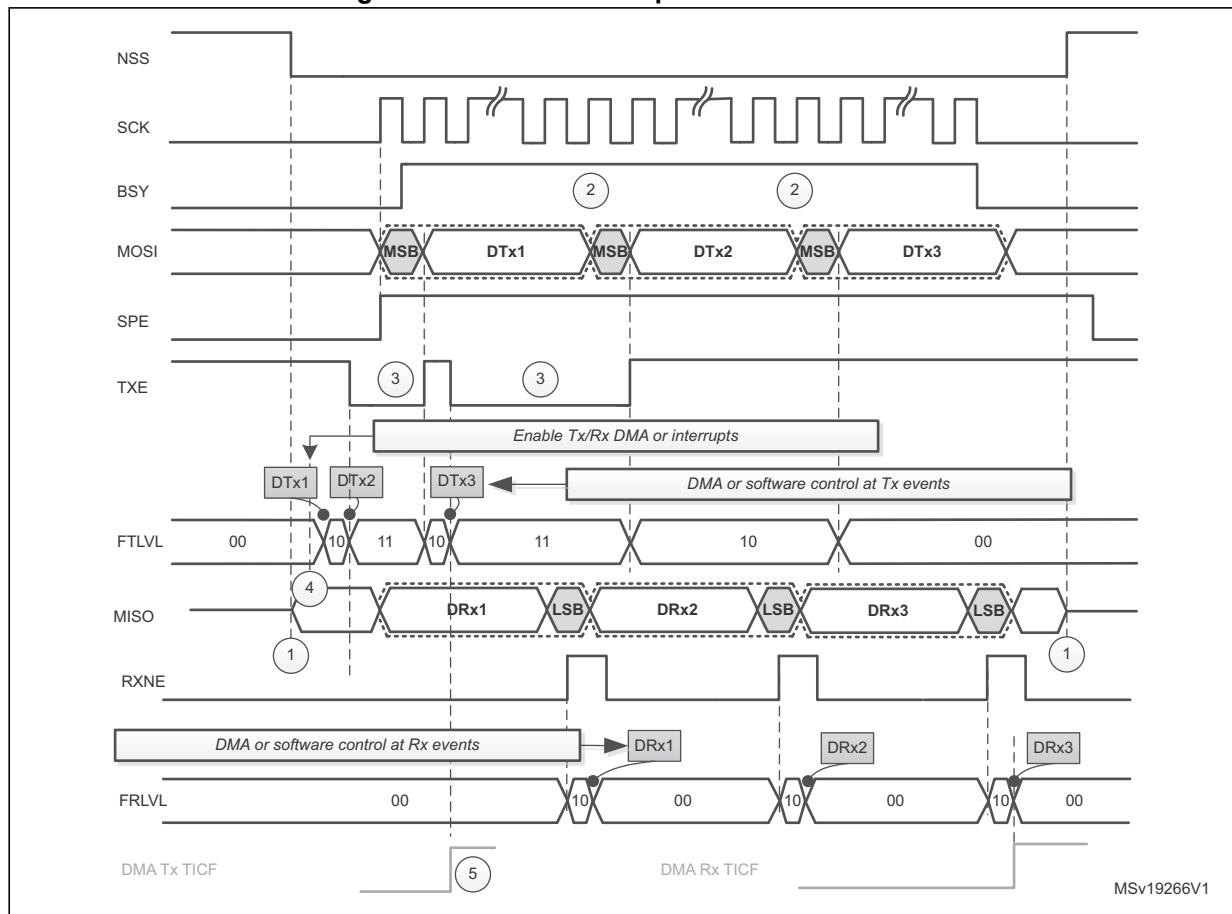 NSS
SCK
BSY
2 2
MOSI
MSB DTx1 MSB DTx2 MSB DTx3
SPE
TXE
3 3
Enable Tx/Rx DMA or interrupts
DTx1 DTx2 DTx3
DMA or software control at Tx events
FTLVL
00 10 11 10 11 10 00
4
MISO
DRx1 LSB DRx2 LSB DRx3 LSB
1 1
RXNE
DMA or software control at Rx events
DRx1 DRx2 DRx3
FRLVL
00 10 00 10 00 10 00
DMA Tx TICF
5
DMA Rx TICF
MSv19266V1